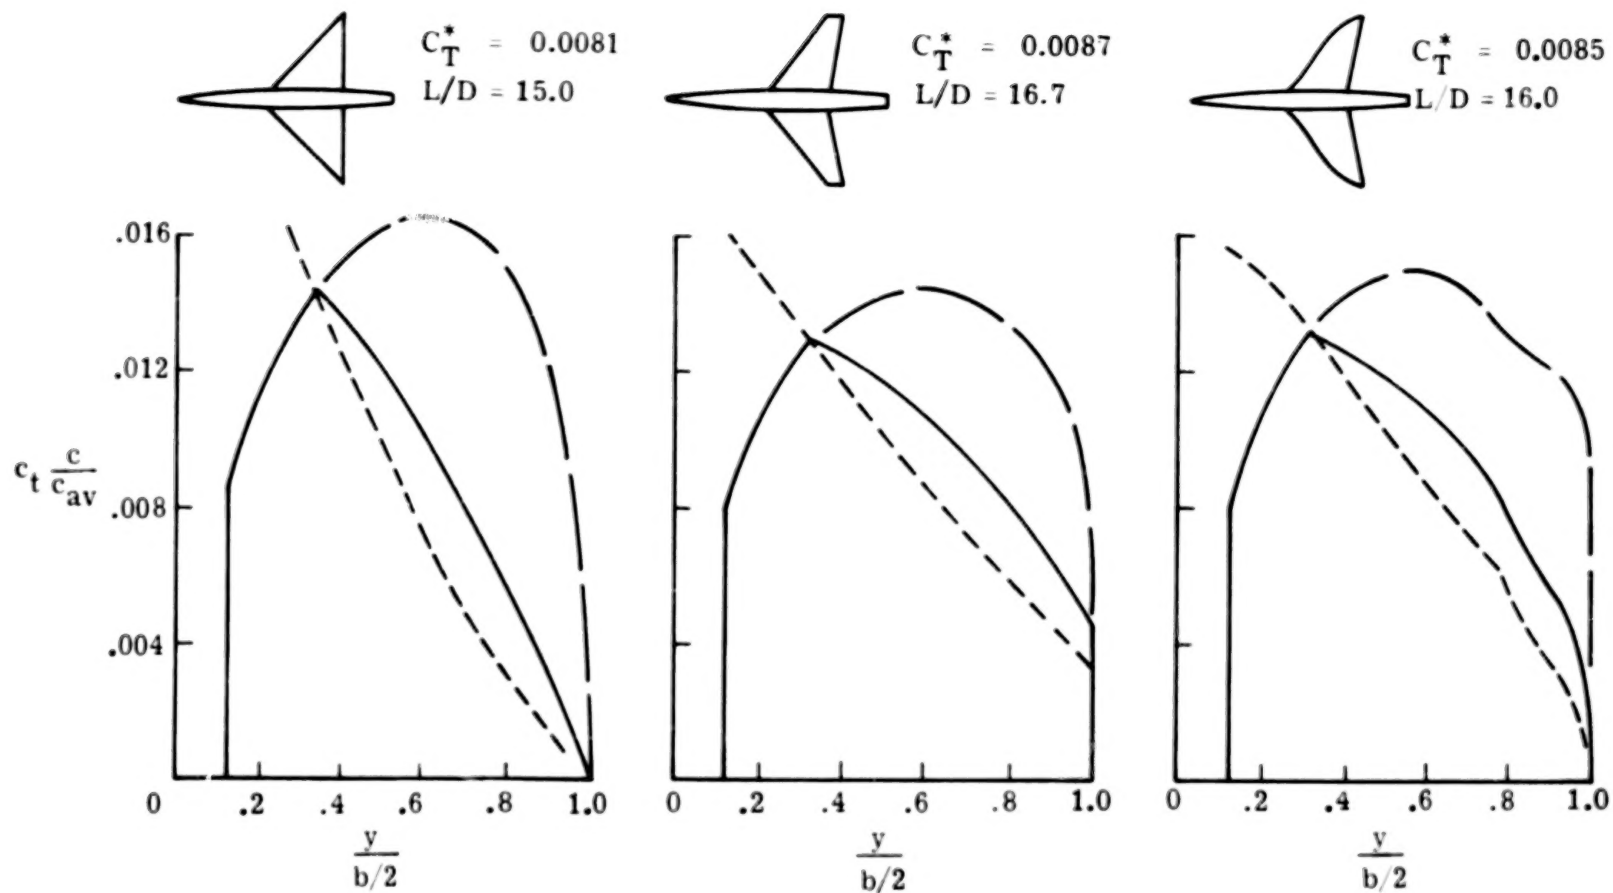 C*T = 0.0081
L/D = 15.0
C*T = 0.0087
L/D = 16.7
C*T = 0.0085
L/D = 16.0
.016
.012
.008
.004
ct c/cav
0 .2 .4 .6 .8 1.0
y
b/2
0 .2 .4 .6 .8 1.0
y
b/2
0 .2 .4 .6 .8 1.0
y
b/2